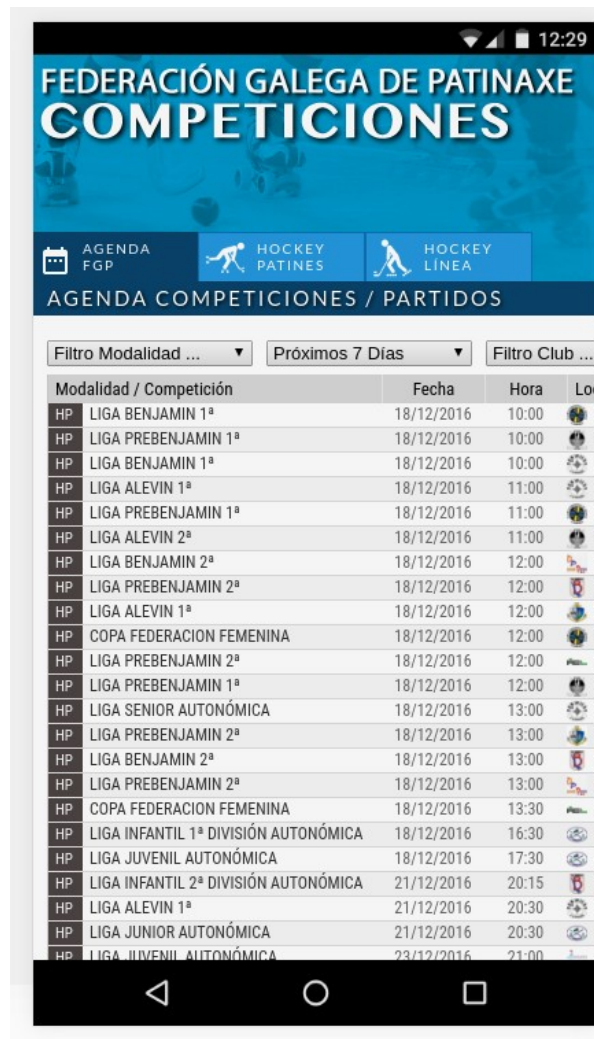 12:29
FEDERACIÓN GALEGA DE PATINAXE
COMPETICIONES
AGENDA FGP
HOCKEY PATINES
HOCKEY LÍNEA
AGENDA COMPETICIONES / PARTIDOS
Filtro Modalidad ... Próximos 7 Días Filtro Club ...
Modalidad / Competición Fecha Hora
HP LIGA BENJAMIN 1ª 18/12/2016 10:00
HP LIGA PREBENJAMIN 1ª 18/12/2016 10:00
HP LIGA BENJAMIN 1ª 18/12/2016 10:00
HP LIGA ALEVIN 1ª 18/12/2016 11:00
HP LIGA PREBENJAMIN 1ª 18/12/2016 11:00
HP LIGA ALEVIN 2ª 18/12/2016 11:00
HP LIGA BENJAMIN 2ª 18/12/2016 12:00
HP LIGA PREBENJAMIN 2ª 18/12/2016 12:00
HP LIGA ALEVIN 1ª 18/12/2016 12:00
HP COPA FEDERACION FEMENINA 18/12/2016 12:00
HP LIGA PREBENJAMIN 2ª 18/12/2016 12:00
HP LIGA PREBENJAMIN 1ª 18/12/2016 12:00
HP LIGA SENIOR AUTONÓMICA 18/12/2016 13:00
HP LIGA PREBENJAMIN 2ª 18/12/2016 13:00
HP LIGA BENJAMIN 2ª 18/12/2016 13:00
HP LIGA PREBENJAMIN 2ª 18/12/2016 13:00
HP COPA FEDERACION FEMENINA 18/12/2016 13:30
HP LIGA INFANTIL 1ª DIVISIÓN AUTONÓMICA 18/12/2016 16:30
HP LIGA JUVENIL AUTONÓMICA 18/12/2016 17:30
HP LIGA INFANTIL 2ª DIVISIÓN AUTONÓMICA 21/12/2016 20:15
HP LIGA ALEVIN 1ª 21/12/2016 20:30
HP LIGA JUNIOR AUTONÓMICA 21/12/2016 20:30
HP LIGA JUVENIL AUTONÓMICA 23/12/2016 21:00